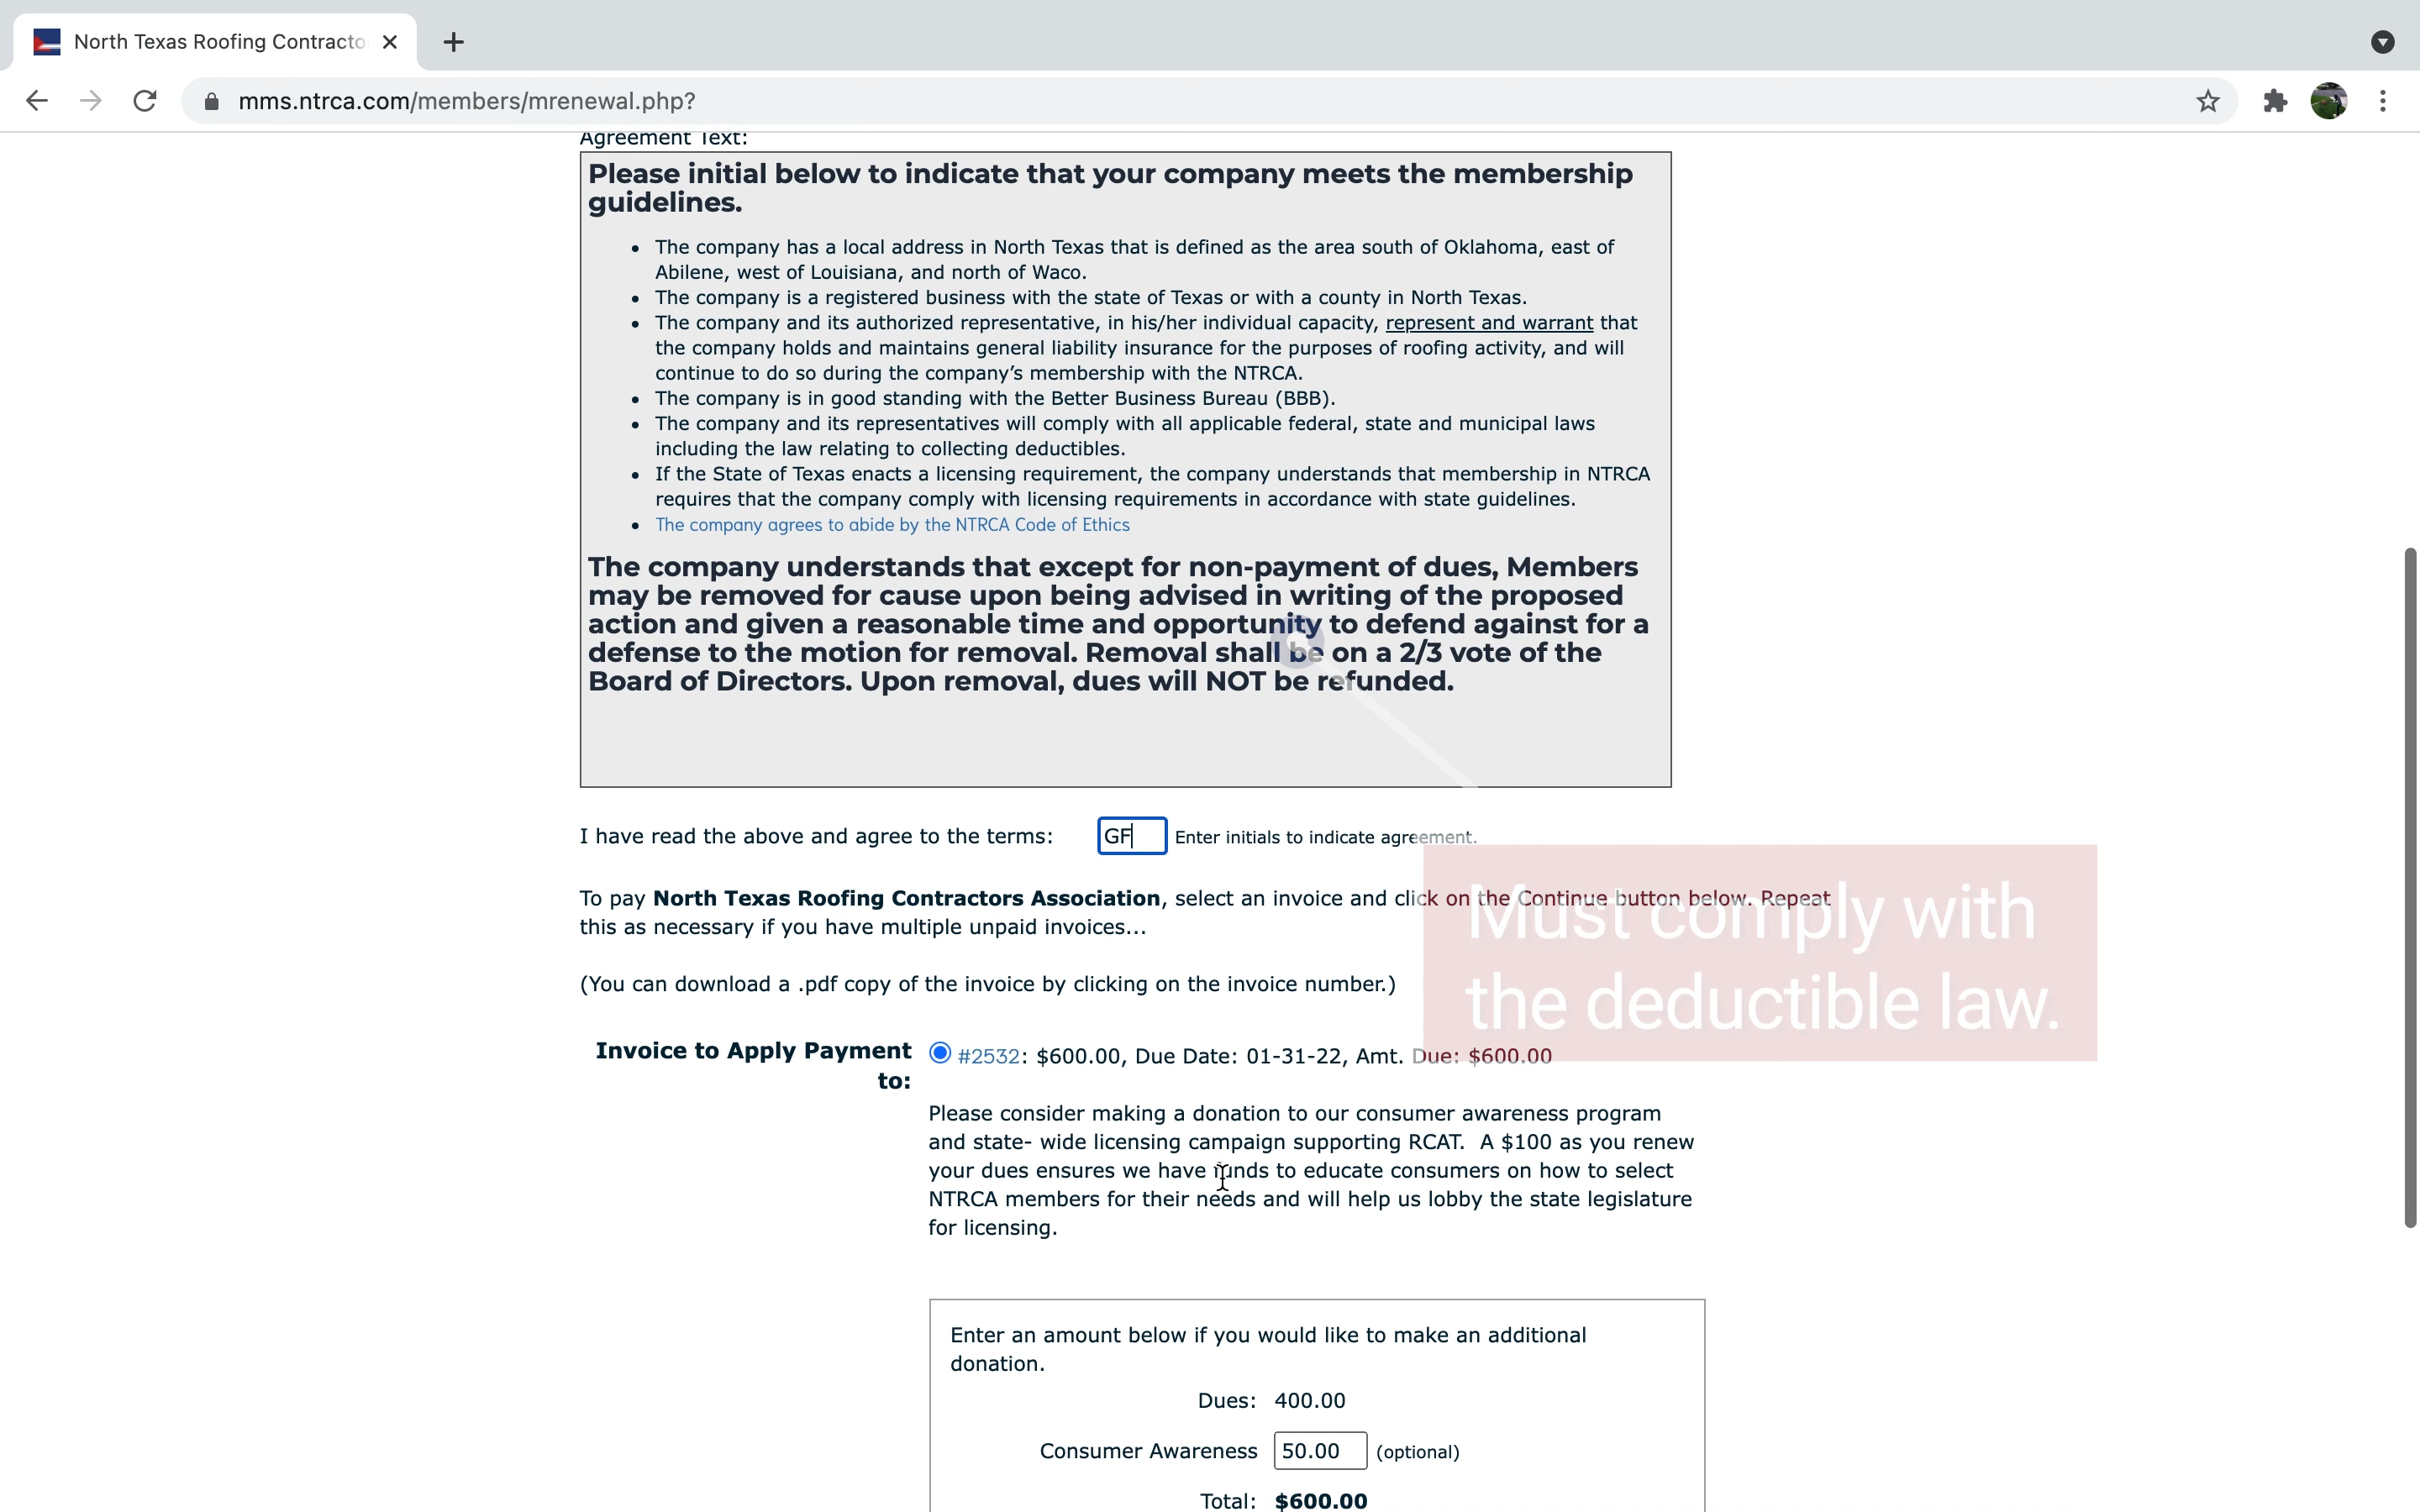 North Texas Roofing Contracto
mms.ntrca.com/members/mrenewal.php?
Agreement Text:
Please initial below to indicate that your company meets the membership
guidelines.
• The company has a local address in North Texas that is defined as the area south of Oklahoma, east of
Abilene, west of Louisiana, and north of Waco.
• The company is a registered business with the state of Texas or with a county in North Texas.
• The company and its authorized representative, in his/her individual capacity, represent and warrant that
the company holds and maintains general liability insurance for the purposes of roofing activity, and will
continue to do so during the company’s membership with the NTRCA.
• The company is in good standing with the Better Business Bureau (BBB).
• The company and its representatives will comply with all applicable federal, state and municipal laws
including the law relating to collecting deductibles.
• If the State of Texas enacts a licensing requirement, the company understands that membership in NTRCA
requires that the company comply with licensing requirements in accordance with state guidelines.
• The company agrees to abide by the NTRCA Code of Ethics
The company understands that except for non-payment of dues, Members
may be removed for cause upon being advised in writing of the proposed
action and given a reasonable time and opportunity to defend against for a
defense to the motion for removal. Removal shall be on a 2/3 vote of the
Board of Directors. Upon removal, dues will NOT be refunded.
I have read the above and agree to the terms: GF Enter initials to indicate agreement.
To pay North Texas Roofing Contractors Association, select an invoice and click on the Continue button below. Repeat
this as necessary if you have multiple unpaid invoices...
Must comply with
the deductible law.
(You can download a .pdf copy of the invoice by clicking on the invoice number.)
Invoice to Apply Payment
to:
#2532: $600.00, Due Date: 01-31-22, Amt. Due: $600.00
Please consider making a donation to our consumer awareness program
and state- wide licensing campaign supporting RCAT. A $100 as you renew
your dues ensures we have funds to educate consumers on how to select
NTRCA members for their needs and will help us lobby the state legislature
for licensing.
Enter an amount below if you would like to make an additional
donation.
Dues: 400.00
Consumer Awareness 50.00 (optional)
Total: $600.00